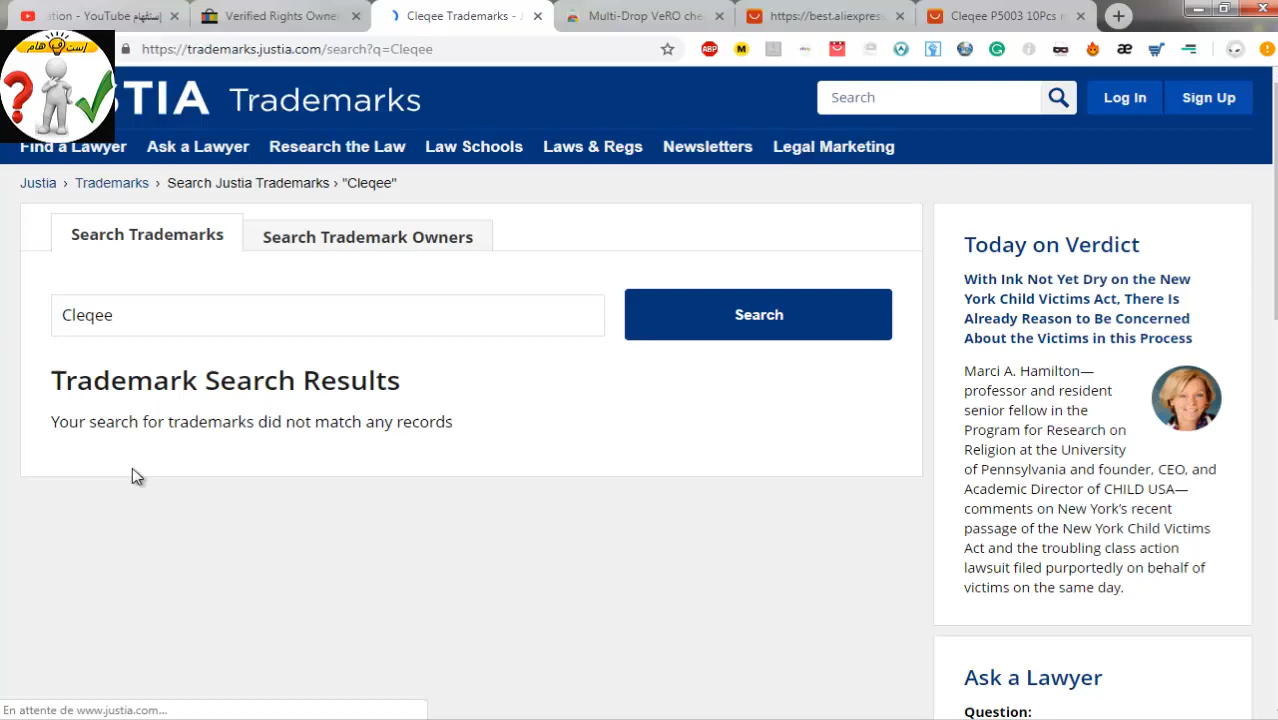 ation - YouTube إستفهام
Verified Rights Owne
Cleqee Trademarks - J
Multi-Drop VeRO che
https://best.aliexpres
Cleqee P5003 10Pcs m
https://trademarks.justia.com/search?q=Cleqee
إستفهام
STIA Trademarks
Search
Log In
Sign Up
Find a Lawyer Ask a Lawyer Research the Law Law Schools Laws & Regs Newsletters Legal Marketing
Justia › Trademarks › Search Justia Trademarks › "Cleqee"
Search Trademarks
Search Trademark Owners
Cleqee
Search
Trademark Search Results
Your search for trademarks did not match any records
Today on Verdict
With Ink Not Yet Dry on the New
York Child Victims Act, There Is
Already Reason to Be Concerned
About the Victims in this Process
Marci A. Hamilton—
professor and resident
senior fellow in the
Program for Research on
Religion at the University
of Pennsylvania and founder, CEO, and
Academic Director of CHILD USA—
comments on New York's recent
passage of the New York Child Victims
Act and the troubling class action
lawsuit filed purportedly on behalf of
victims on the same day.
Ask a Lawyer
Question:
En attente de www.justia.com...